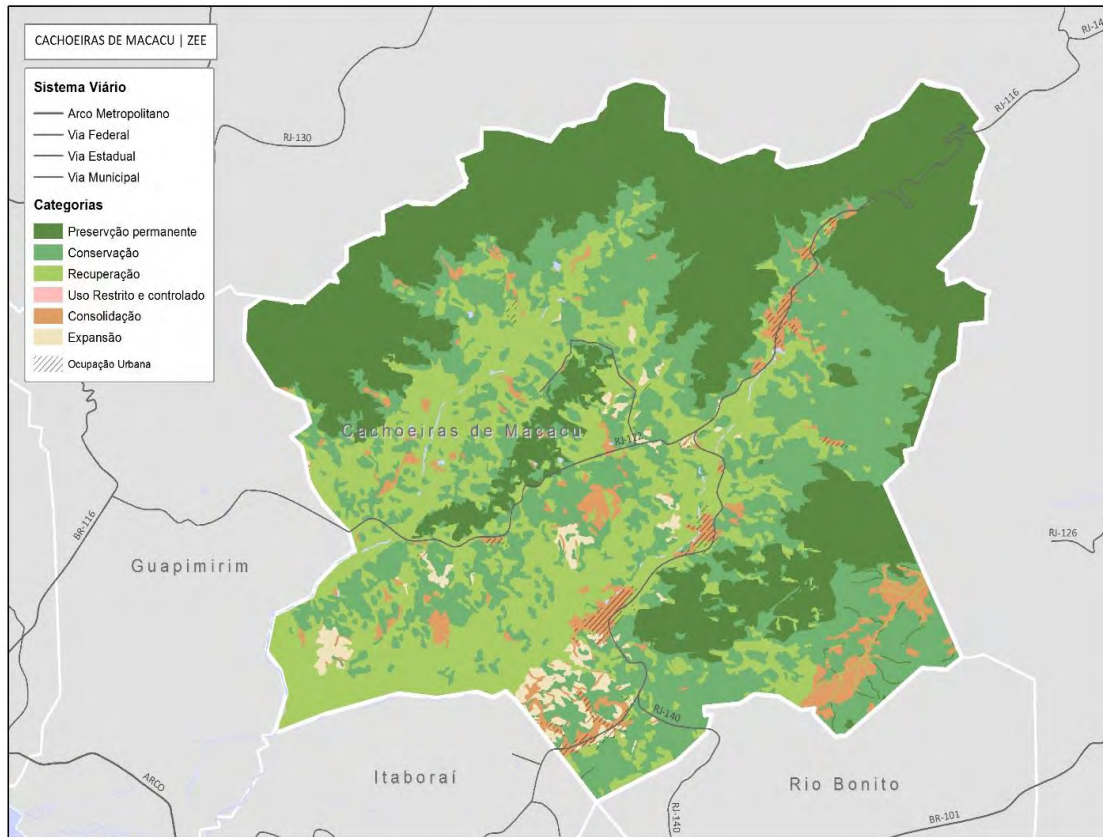 CACHOEIRAS DE MACACU | ZEE
Sistema Viário
Arco Metropolitano
Via Federal
Via Estadual
Via Municipal
Categorias
Preservção permanente
Conservação
Recuperação
Uso Restrito e controlado
Consolidação
Expansão
Ocupação Urbana
RJ-130
RJ-116
RJ-14
Cachoeiras de Macacu
RJ-122
BR-116
Guapimirim
RJ-126
RJ-140
Itaboraí
Rio Bonito
ARCO
RJ-140
BR-101